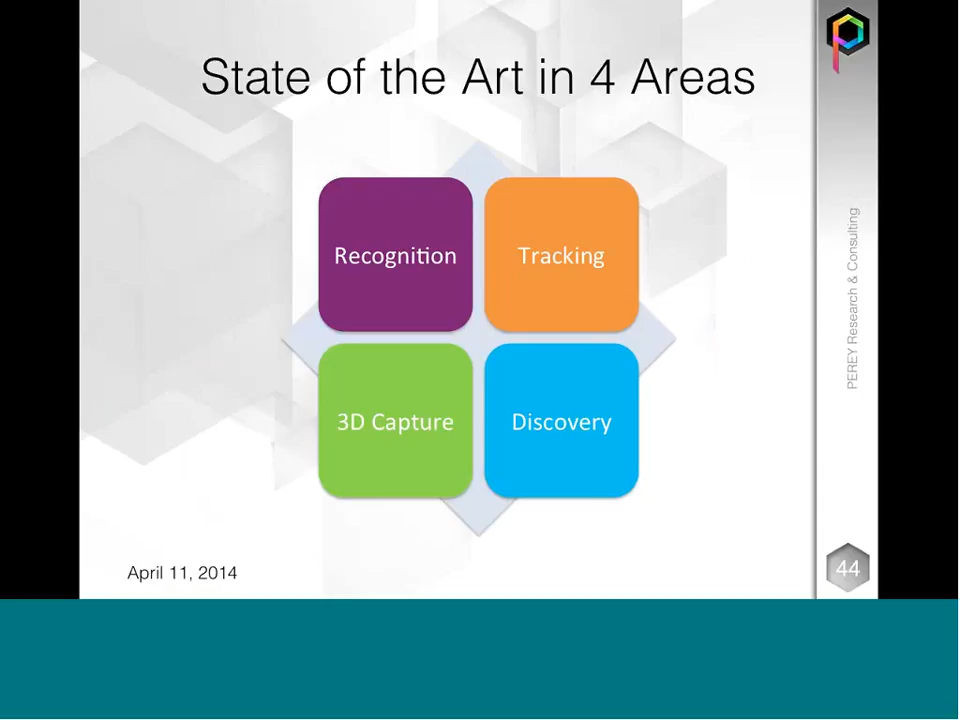 State of the Art in 4 Areas
Recognition
Tracking
3D Capture
Discovery
PEREY Research & Consulting
April 11, 2014
44